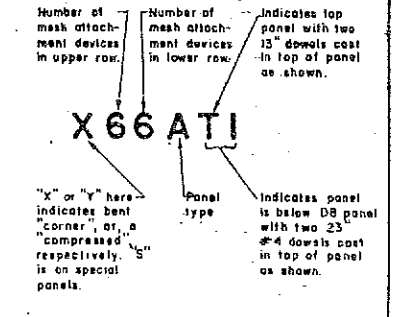 Number of
mesh attach-
ment devices
in upper row.
Number of
mesh attach-
ment devices
in lower row.
Indicates top
panel with two
13" dowels cast
in top of panel
as shown.
X66ATI
"X" or "Y" here
indicates bent
"corner", or, a
"compressed"
respectively. "S"
is on special
panels.
Panel
type
Indicates panel
is below D8 panel
with two 23"
#4 dowels cast
in top of panel
as shown.